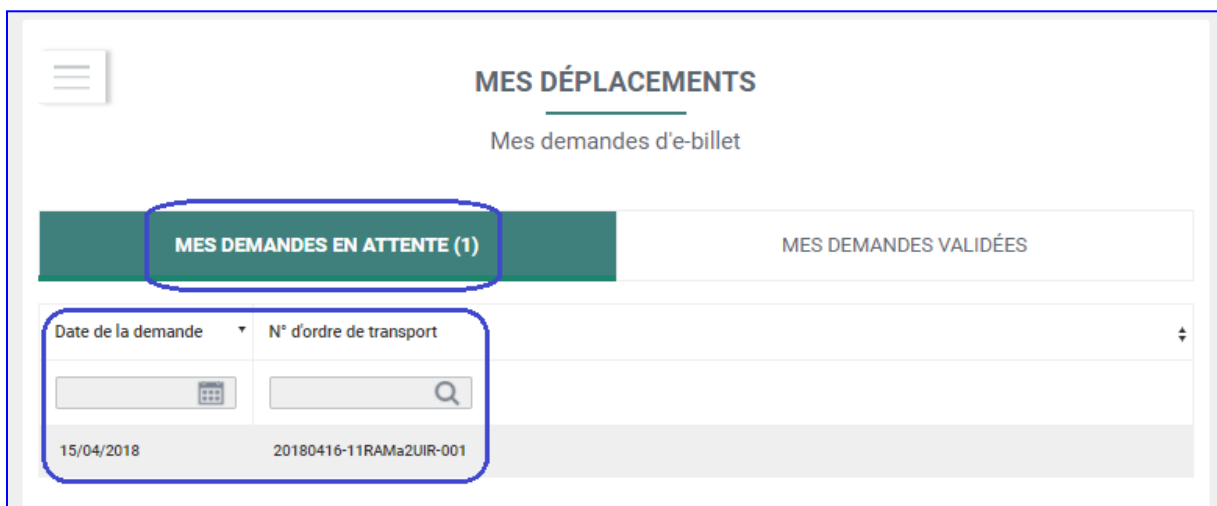 MES DÉPLACEMENTS
Mes demandes d'e-billet
MES DEMANDES EN ATTENTE (1)
MES DEMANDES VALIDÉES
Date de la demande N° d'ordre de transport
15/04/2018 20180416-11RAMa2UIR-001